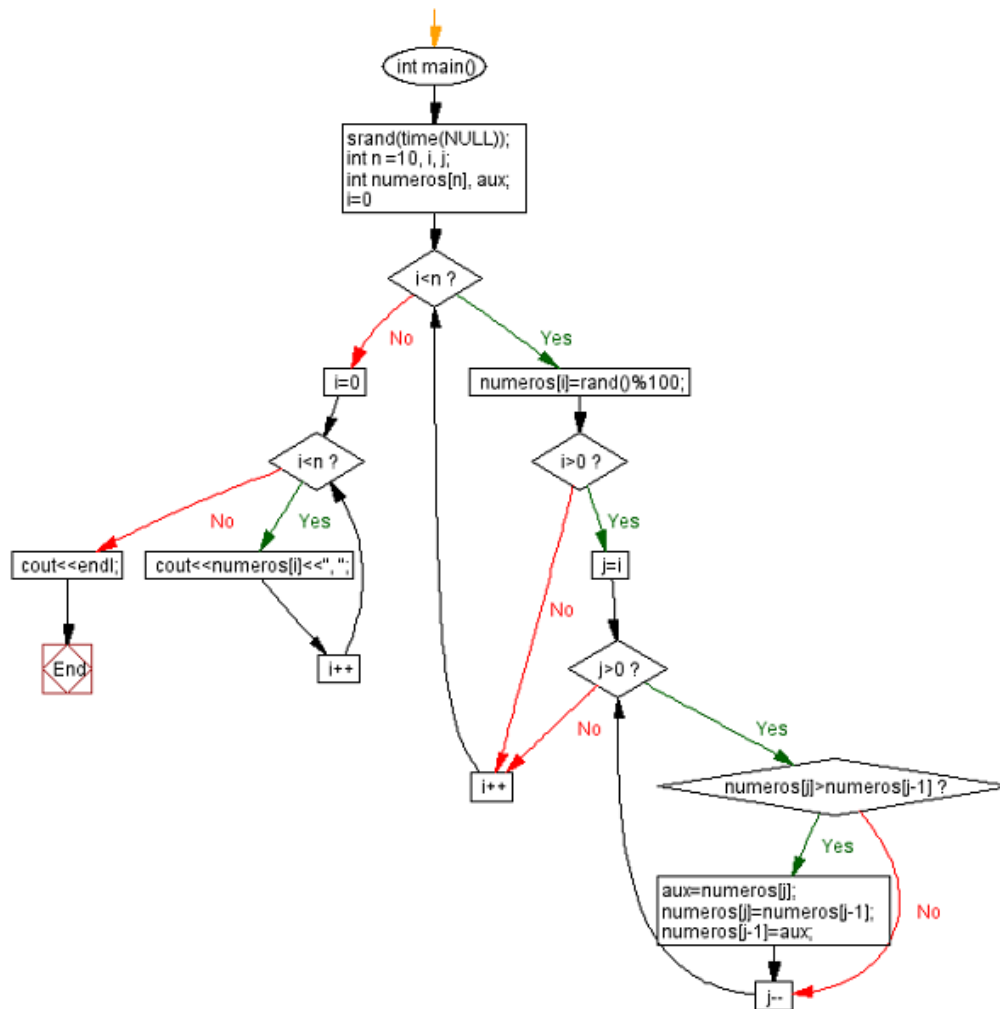 int main()
srand(time(NULL));
int n =10, i, j;
int numeros[n], aux;
i=0
i<n ?
No
Yes
i=0
numeros[i]=rand()%100;
i<n ?
i>0 ?
No
Yes
Yes
cout<<endl;
cout<<numeros[i]<<", ";
j=i
No
End
i++
j>0 ?
No
Yes
i++
numeros[j]>numeros[j-1] ?
Yes
aux=numeros[j];
numeros[j]=numeros[j-1];
numeros[j-1]=aux;
No
j--